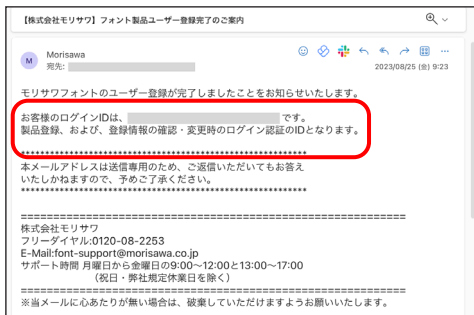 【株式会社モリサワ】フォント製品ユーザー登録完了のご案内
M
Morisawa
宛先:
2023/08/25 (金) 9:23
モリサワフォントのユーザー登録が完了しましたことをお知らせいたします。
お客様のログインIDは、 です。
製品登録、および、登録情報の確認・変更時のログイン認証のIDとなります。
************************************************************
本メールアドレスは送信専用のため、ご返信いただいてもお答え
いたしかねますので、予めご了承ください。
************************************************************
========================================================
株式会社モリサワ
フリーダイヤル:0120-08-2253
E-Mail:font-support@morisawa.co.jp
サポート時間 月曜日から金曜日の9:00~12:00と13:00~17:00
(祝日・弊社規定休業日を除く)
========================================================
※当メールに心あたりが無い場合は、破棄していただけますようお願いいたします。